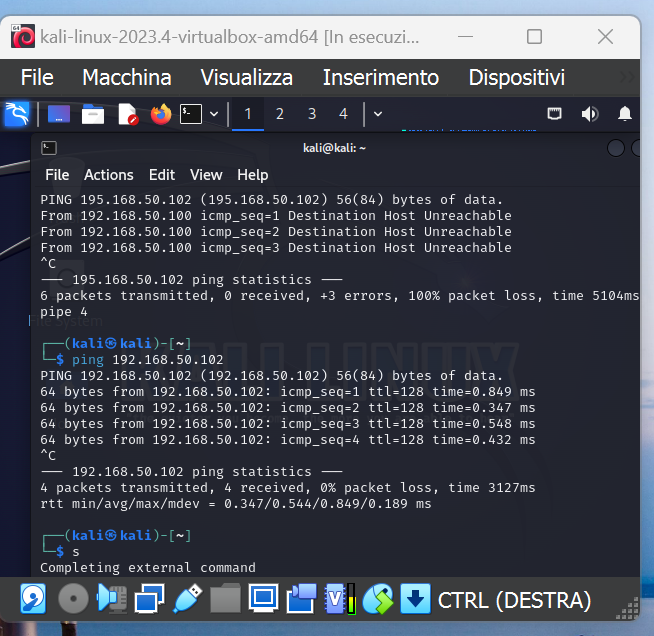 kali-linux-2023.4-virtualbox-amd64 [In esecuzi...
File Macchina Visualizza Inserimento Dispositivi
1 2 3 4
kali@kali: ~
File Actions Edit View Help
PING 195.168.50.102 (195.168.50.102) 56(84) bytes of data.
From 192.168.50.100 icmp_seq=1 Destination Host Unreachable
From 192.168.50.100 icmp_seq=2 Destination Host Unreachable
From 192.168.50.100 icmp_seq=3 Destination Host Unreachable
^C
--- 195.168.50.102 ping statistics ---
6 packets transmitted, 0 received, +3 errors, 100% packet loss, time 5104ms
pipe 4
File System
┌──(kali㉿kali)-[~]
└─$ ping 192.168.50.102
PING 192.168.50.102 (192.168.50.102) 56(84) bytes of data.
64 bytes from 192.168.50.102: icmp_seq=1 ttl=128 time=0.849 ms
64 bytes from 192.168.50.102: icmp_seq=2 ttl=128 time=0.347 ms
64 bytes from 192.168.50.102: icmp_seq=3 ttl=128 time=0.548 ms
64 bytes from 192.168.50.102: icmp_seq=4 ttl=128 time=0.432 ms
^C
--- 192.168.50.102 ping statistics ---
4 packets transmitted, 4 received, 0% packet loss, time 3127ms
rtt min/avg/max/mdev = 0.347/0.544/0.849/0.189 ms
┌──(kali㉿kali)-[~]
└─$ s
Completing external command
CTRL (DESTRA)